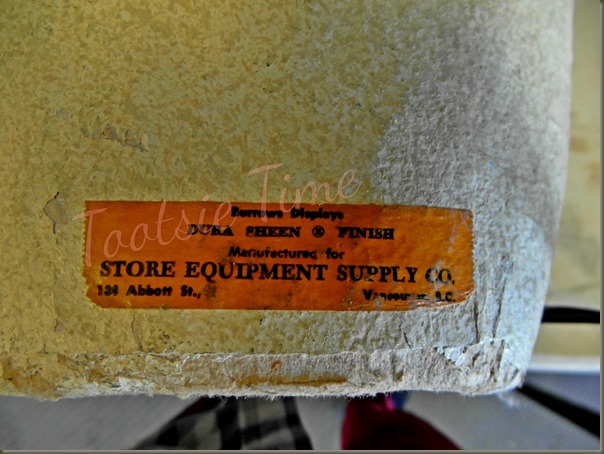 Tootsie Time
Burrows Displays
DURA SHEEN ® FINISH
Manufactured for
STORE EQUIPMENT SUPPLY CO.
Abbott St., Vancouver B.C.